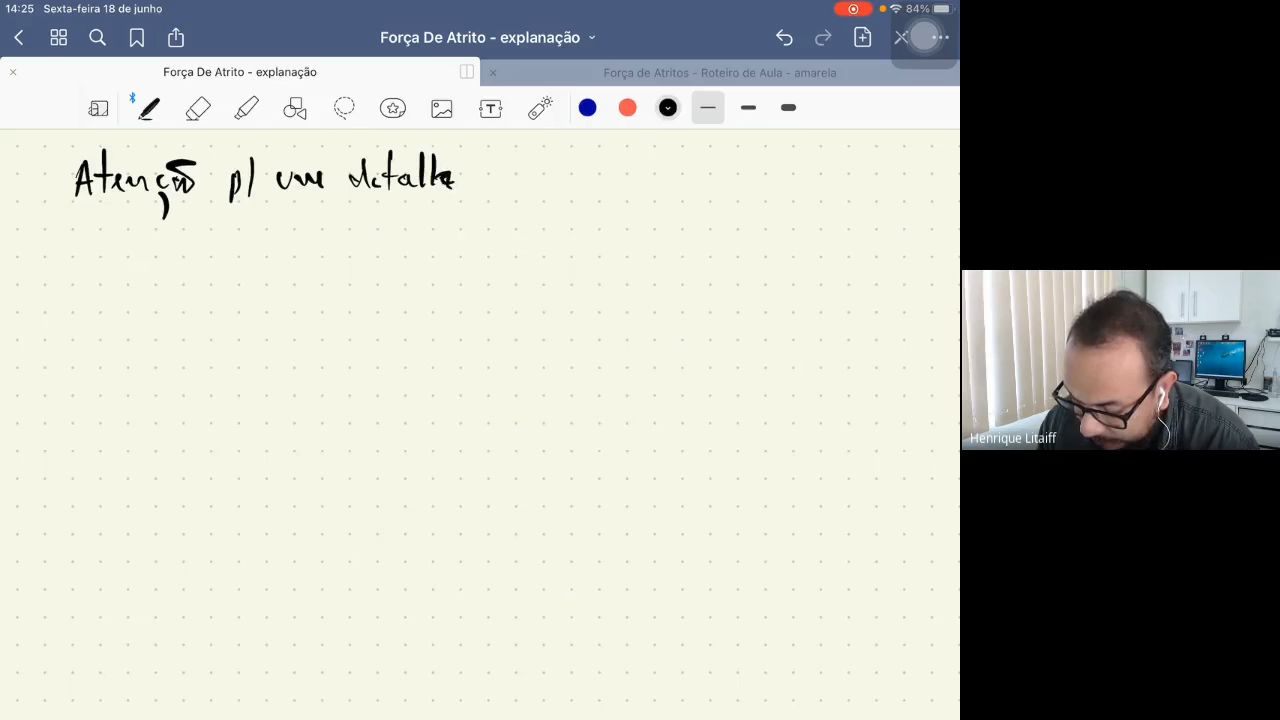 14:25 Sexta-feira 18 de junho 84%
Força De Atrito - explanação
Força De Atrito - explanação Força de Atritos - Roteiro de Aula - amarela
Atenção p/ um detalhe
Henrique Litaiff